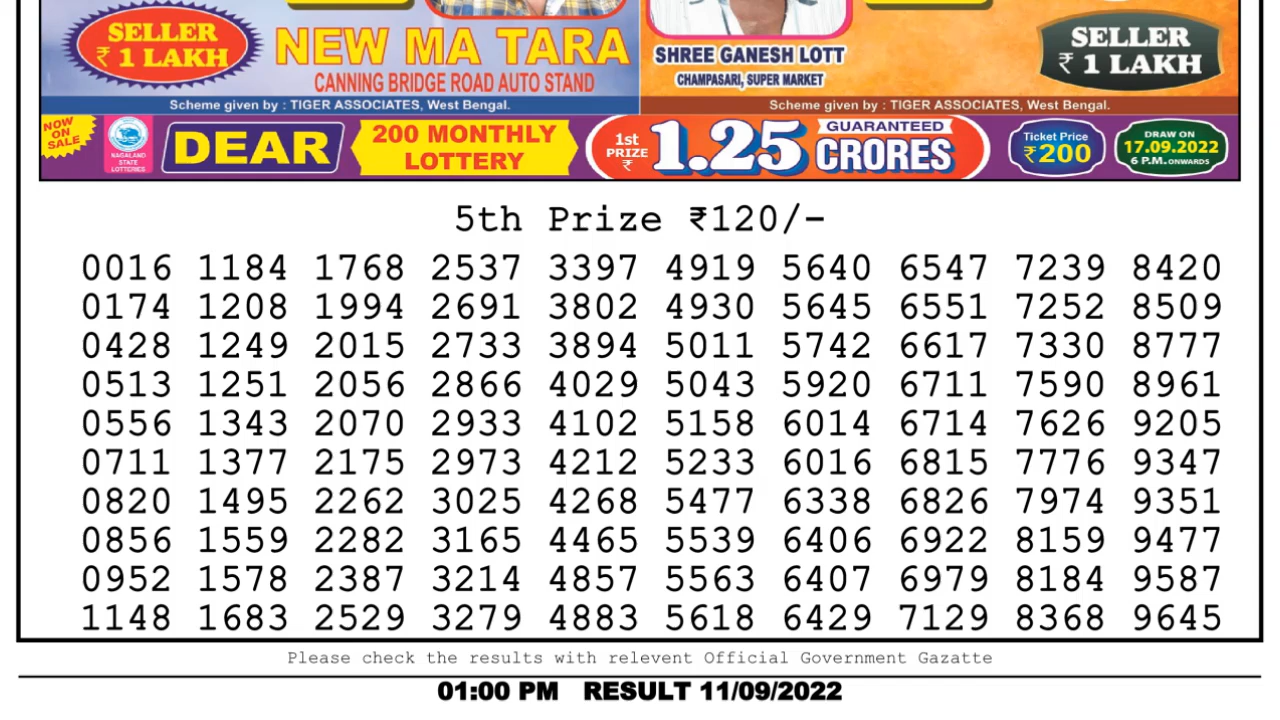 SELLER
₹ 1 LAKH
NEW MA TARA
CANNING BRIDGE ROAD AUTO STAND
SHREE GANESH LOTT
CHAMPASARI, SUPER MARKET
SELLER
₹ 1 LAKH
Scheme given by : TIGER ASSOCIATES, West Bengal.
Scheme given by : TIGER ASSOCIATES, West Bengal.
NOW
ON
SALE
NAGALAND
STATE
LOTTERIES
DEAR
200 MONTHLY
LOTTERY
1st
PRIZE
₹
1.25
GUARANTEED
CRORES
Ticket Price
₹200
DRAW ON
17.09.2022
6 P.M. ONWARDS
5th Prize ₹120/-
0016 1184 1768 2537 3397 4919 5640 6547 7239 8420
0174 1208 1994 2691 3802 4930 5645 6551 7252 8509
0428 1249 2015 2733 3894 5011 5742 6617 7330 8777
0513 1251 2056 2866 4029 5043 5920 6711 7590 8961
0556 1343 2070 2933 4102 5158 6014 6714 7626 9205
0711 1377 2175 2973 4212 5233 6016 6815 7776 9347
0820 1495 2262 3025 4268 5477 6338 6826 7974 9351
0856 1559 2282 3165 4465 5539 6406 6922 8159 9477
0952 1578 2387 3214 4857 5563 6407 6979 8184 9587
1148 1683 2529 3279 4883 5618 6429 7129 8368 9645
Please check the results with relevent Official Government Gazatte
01:00 PM RESULT 11/09/2022